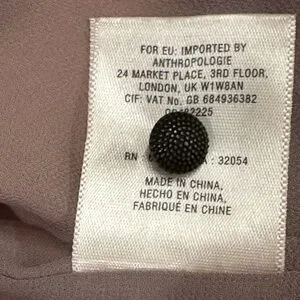 FOR EU: IMPORTED BY
ANTHROPOLOGIE
24 MARKET PLACE, 3RD FLOOR,
LONDON, UK W1W8AN
CIF: VAT No. GB 684936382
RN : 32054
MADE IN CHINA,
HECHO EN CHINA,
FABRIQUÉ EN CHINE